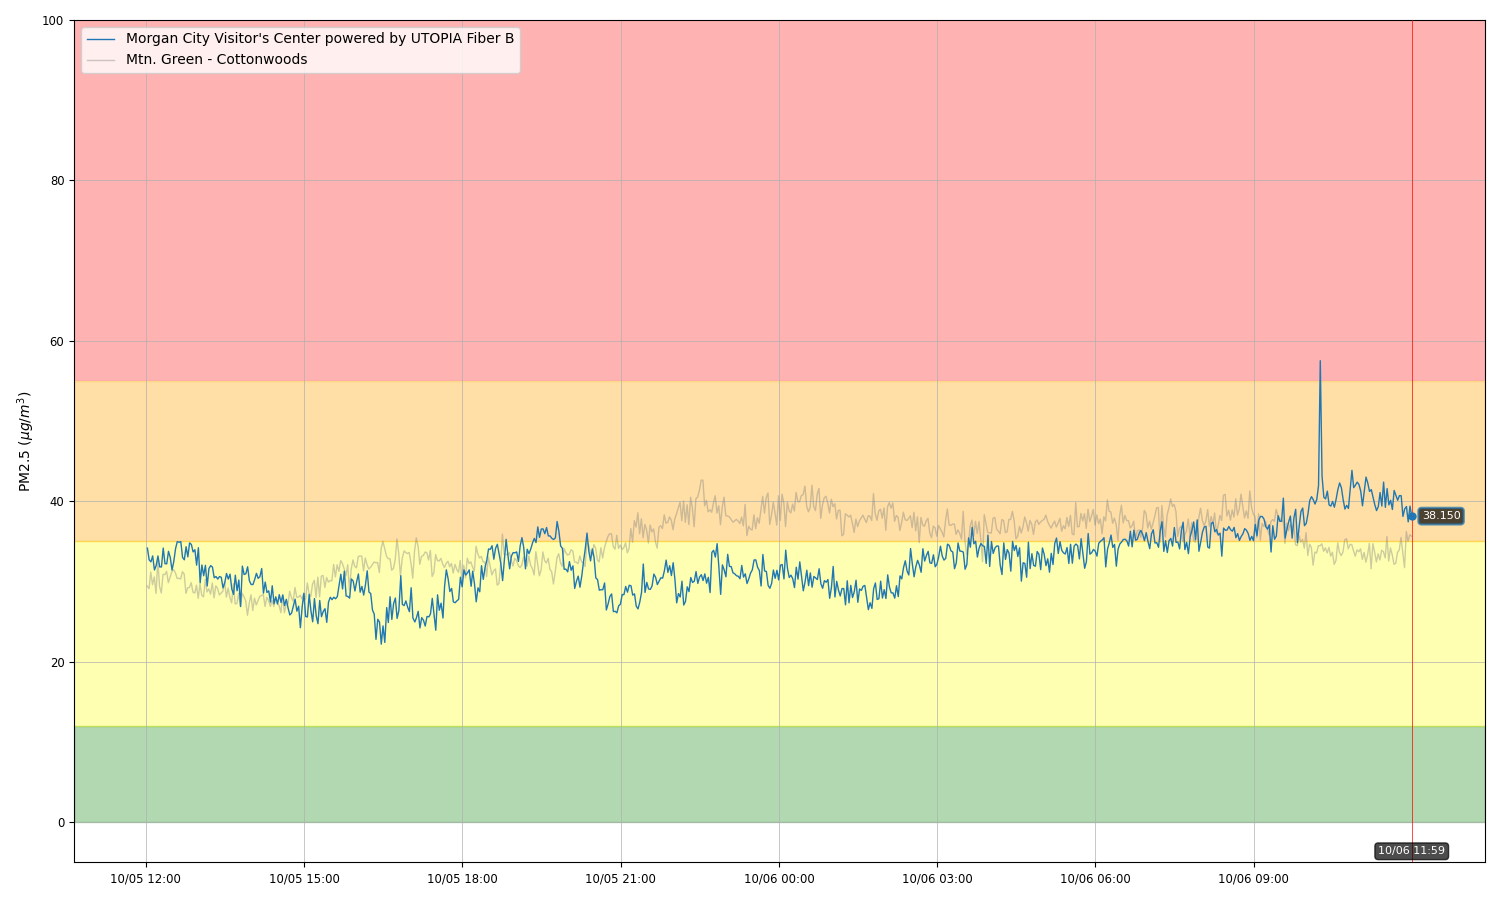 100
Morgan City Visitor's Center powered by UTOPIA Fiber B
Mtn. Green - Cottonwoods
80
60
PM2.5 (μg/m³)
40
38.150
20
0
10/06 11:59
10/05 12:00 10/05 15:00 10/05 18:00 10/05 21:00 10/06 00:00 10/06 03:00 10/06 06:00 10/06 09:00